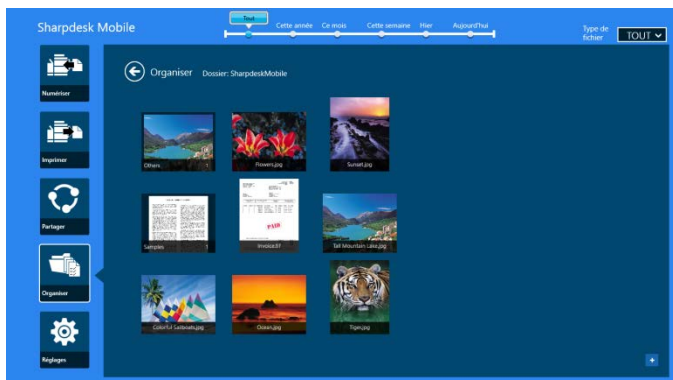 Sharpdesk Mobile
Tout
Cette année
Ce mois
Cette semaine
Hier
Aujourd'hui
Type de
fichier
TOUT
Numériser
Imprimer
Partager
Organiser
Réglages
Organiser Dossier: SharpdeskMobile
Others
Flowers.jpg
Sunset.jpg
Samples
PAID
Invoice.tif
Tall Mountain Lake.jpg
Colorful Sailboats.jpg
Ocean.jpg
Tiger.jpg